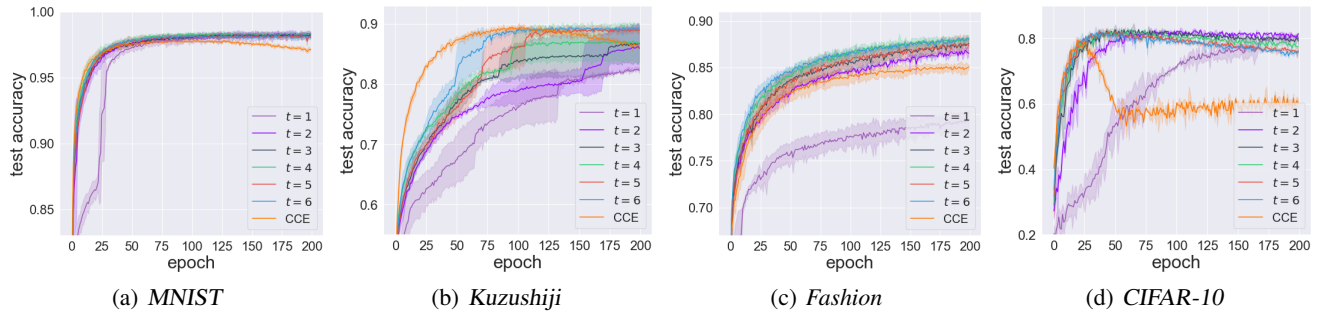 1.00
0.95
0.90
0.85
test accuracy
0 25 50 75 100 125 150 175 200
epoch
t = 1
t = 2
t = 3
t = 4
t = 5
t = 6
CCE
(a) MNIST
0.9
0.8
0.7
0.6
test accuracy
0 25 50 75 100 125 150 175 200
epoch
t = 1
t = 2
t = 3
t = 4
t = 5
t = 6
CCE
(b) Kuzushiji
0.90
0.85
0.80
0.75
0.70
test accuracy
0 25 50 75 100 125 150 175 200
epoch
t = 1
t = 2
t = 3
t = 4
t = 5
t = 6
CCE
(c) Fashion
0.8
0.6
0.4
0.2
test accuracy
0 25 50 75 100 125 150 175 200
epoch
t = 1
t = 2
t = 3
t = 4
t = 5
t = 6
CCE
(d) CIFAR-10